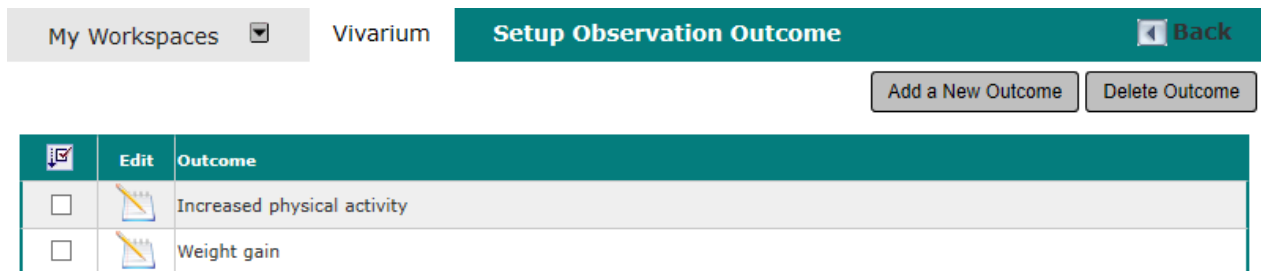 My Workspaces Vivarium Setup Observation Outcome Back
Add a New Outcome Delete Outcome
Edit Outcome
Increased physical activity
Weight gain